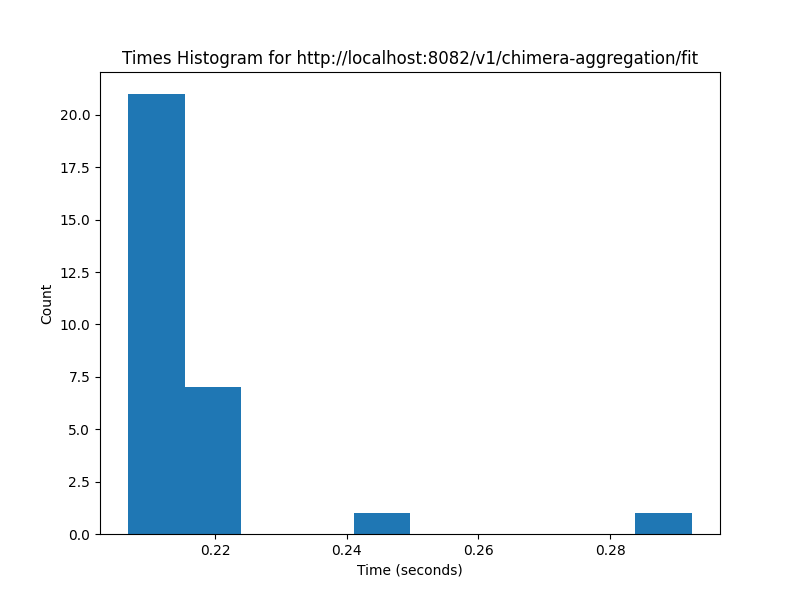 Times Histogram for http://localhost:8082/v1/chimera-aggregation/fit
20.0
17.5
15.0
12.5
10.0
7.5
5.0
2.5
0.0
Count
0.22 0.24 0.26 0.28
Time (seconds)